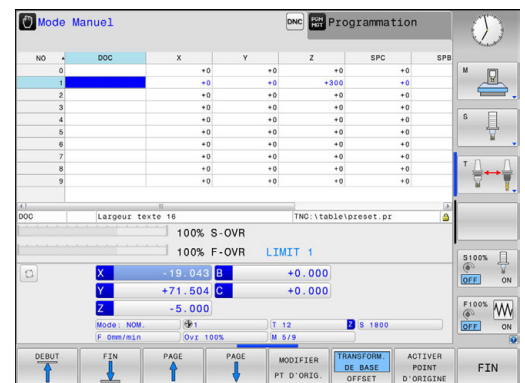 Mode Manuel DNC PGM MGT Programmation
NO DOC X Y Z SPC SPB
0 +0 +0 +0 +0
1 +0 +0 +300 +0
2 +0 +0 +0 +0
3 +0 +0 +0 +0
4 +0 +0 +0 +0
5 +0 +0 +0 +0
6 +0 +0 +0 +0
7 +0 +0 +0 +0
8 +0 +0 +0 +0
9 +0 +0 +0 +0
DOC Largeur texte 16 TNC:\table\preset.pr
100% S-OVR
100% F-OVR LIMIT 1
X -19.043 B +0.000
Y +71.504 C +0.000
Z -5.000
Mode: NOM. 1 T 12 Z S 1800
F 0mm/min Ovr 100% M 5/9
M
S
T
S100%
OFF ON
F100%
OFF ON
DEBUT
FIN
PAGE
PAGE
MODIFIER
PT D'ORIG.
TRANSFORM.
DE BASE
OFFSET
ACTIVER
POINT
D'ORIGINE
FIN